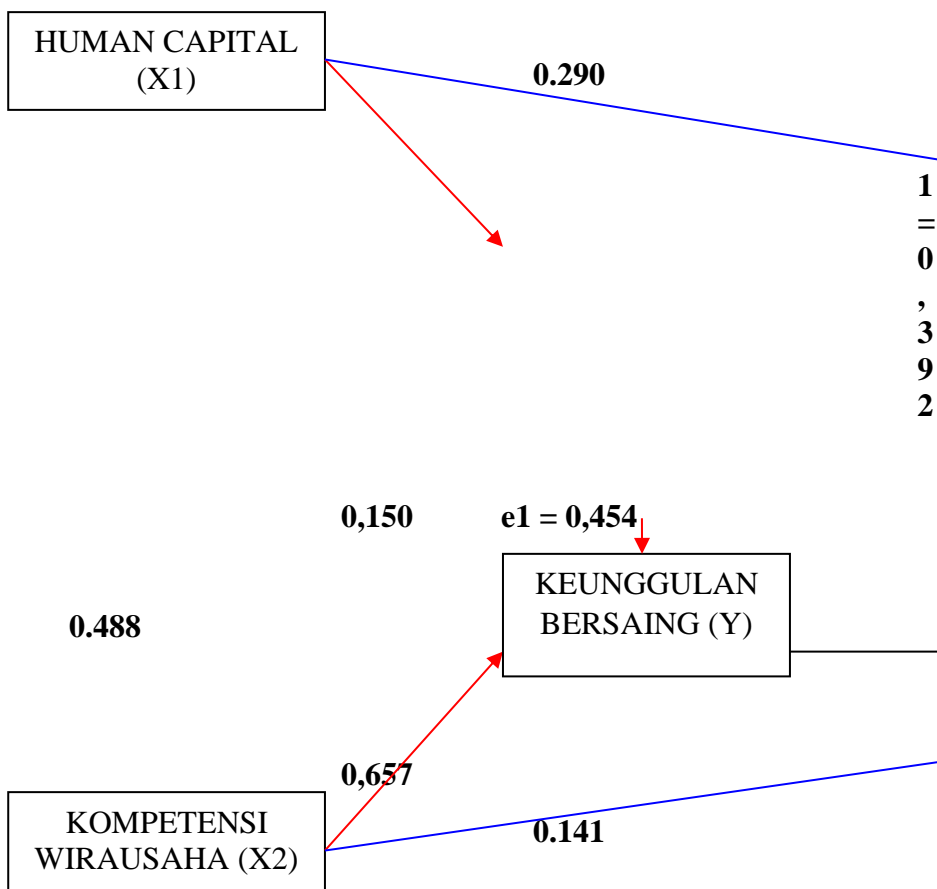 HUMAN CAPITAL
(X1)
0.290
1
=
0
,
3
9
2
0,150
e1 = 0,454
KEUNGGULAN
BERSAING (Y)
0.488
0,657
KOMPETENSI
WIRAUSAHA (X2)
0.141